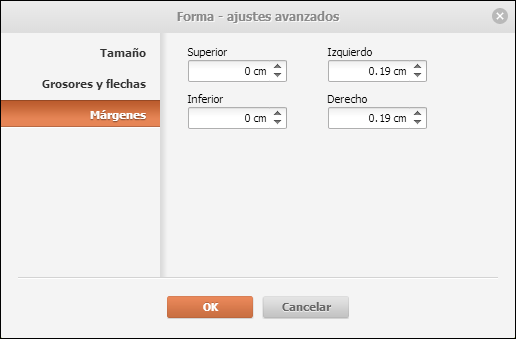 Forma - ajustes avanzados
Tamaño
Grosores y flechas
Márgenes
Superior
Izquierdo
0 cm
0.19 cm
Inferior
Derecho
0 cm
0.19 cm
OK
Cancelar